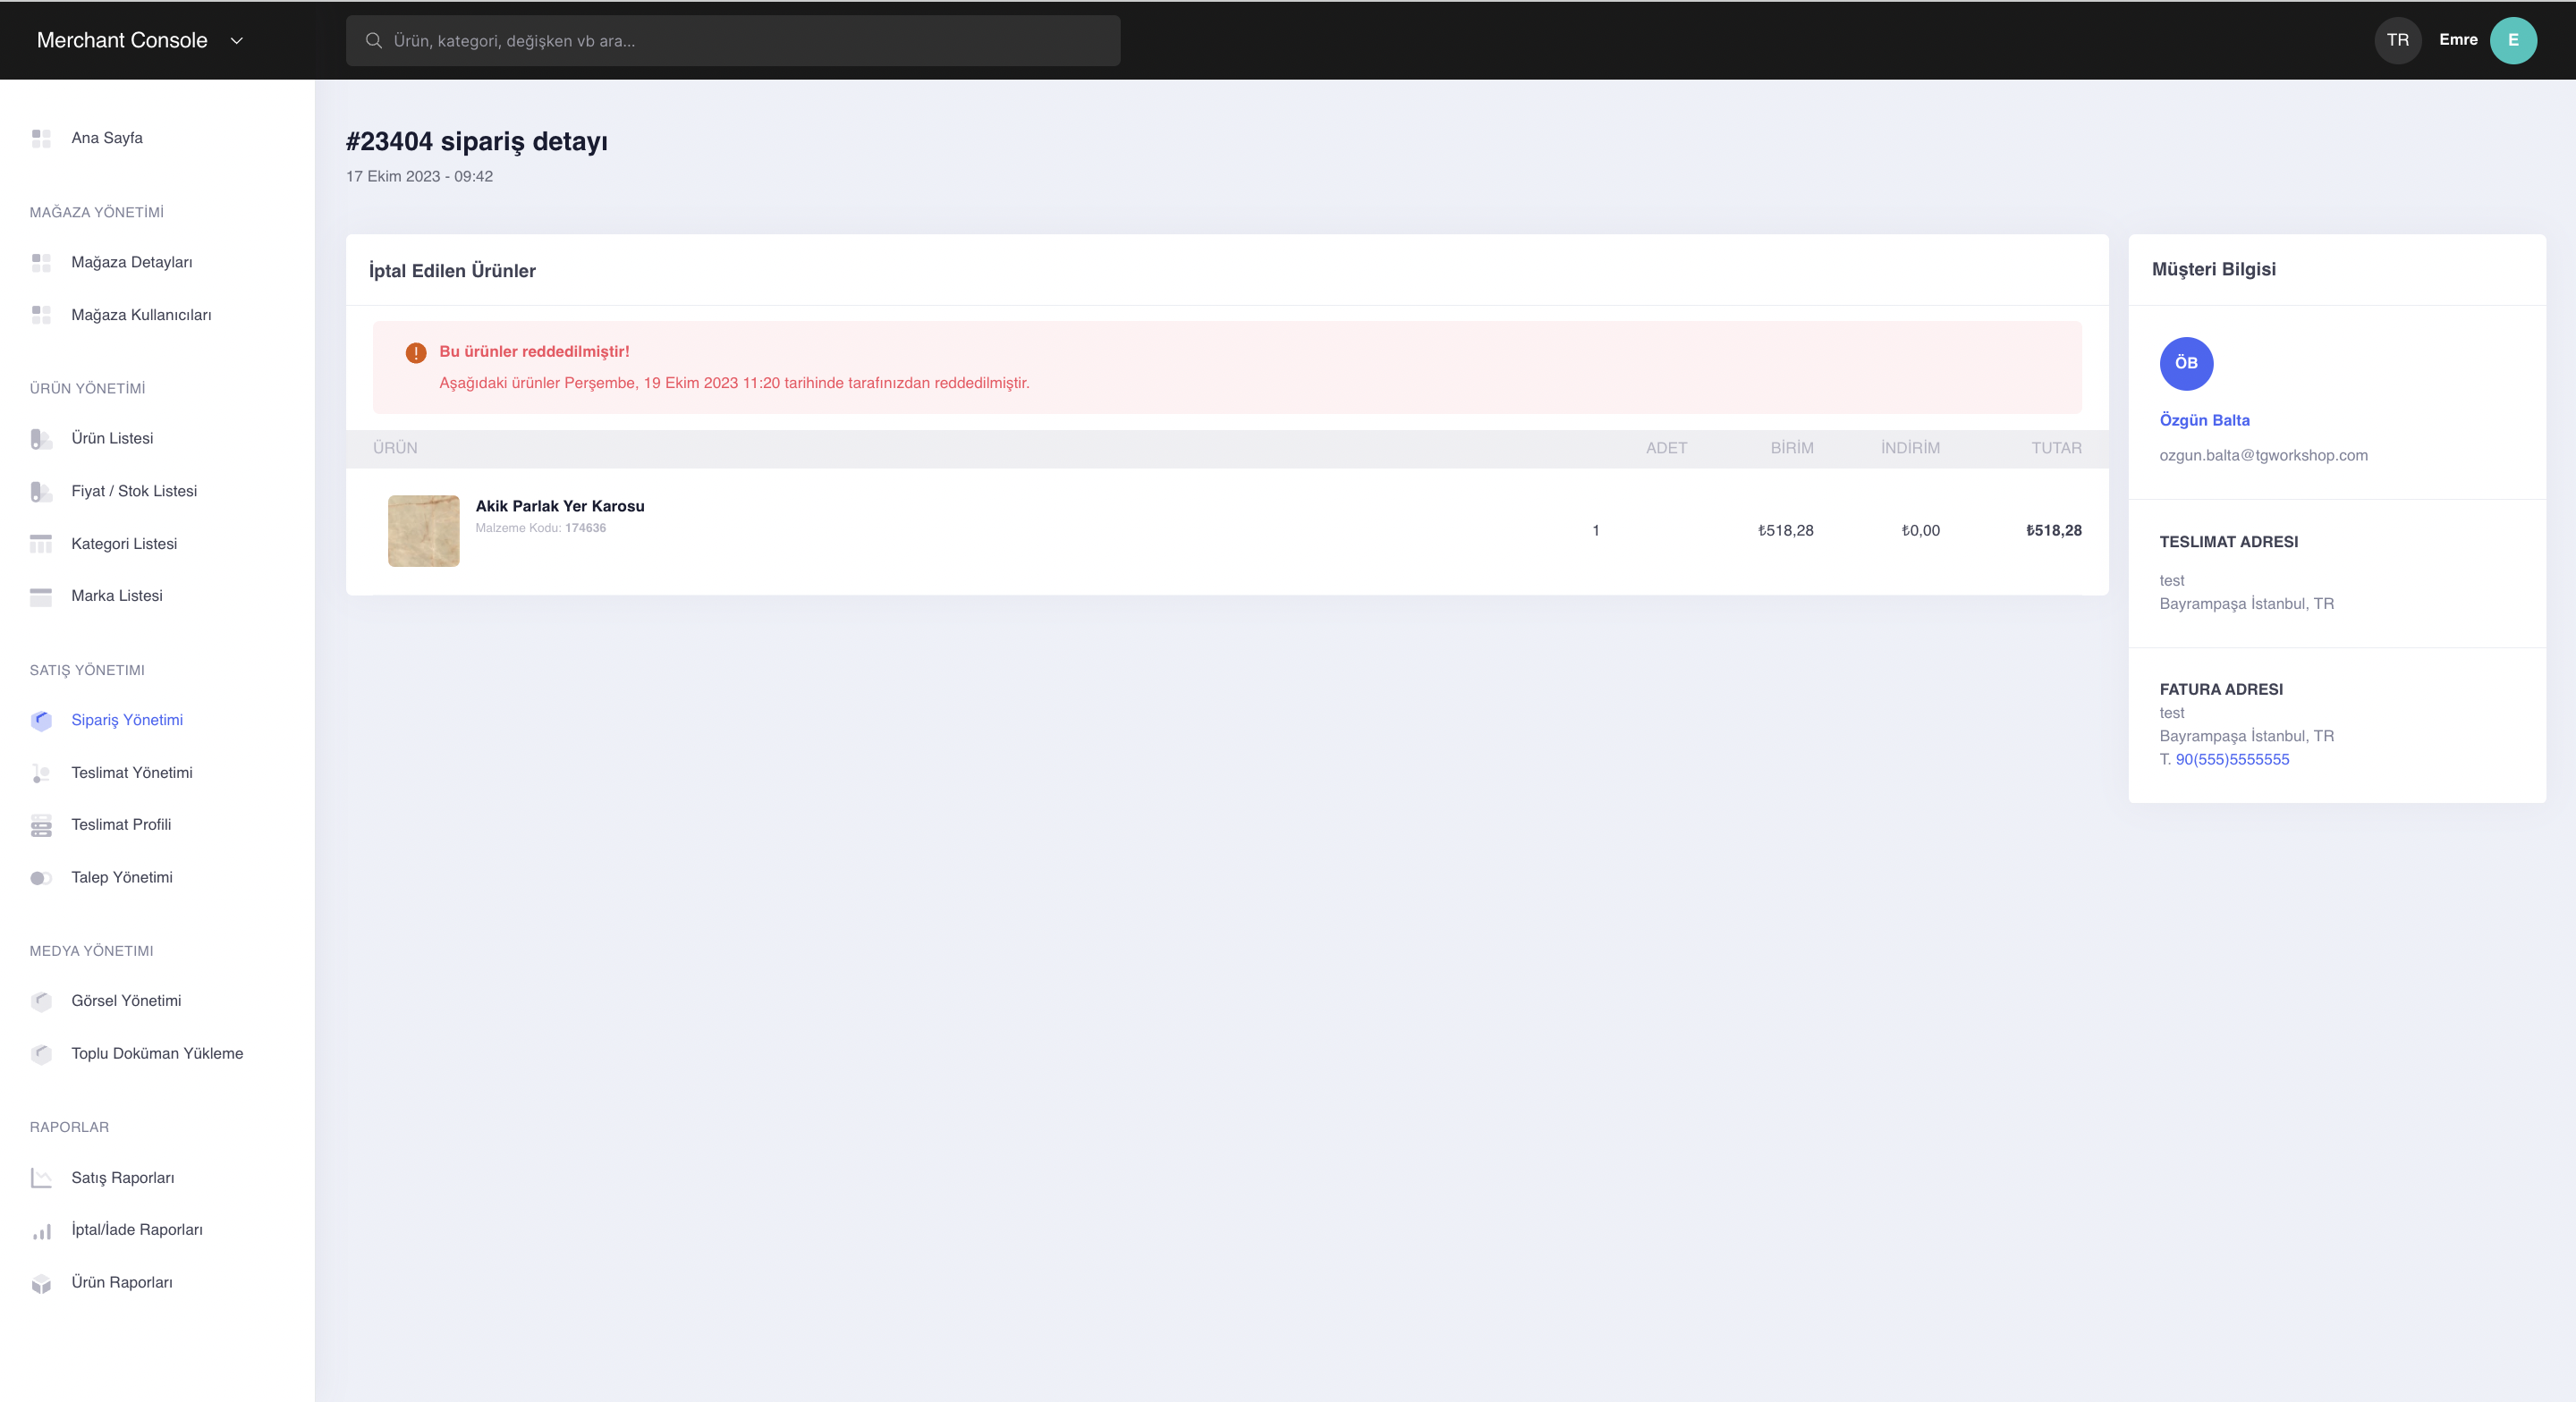 Merchant Console
Ürün, kategori, değişken vb ara...
TR
Emre
E
Ana Sayfa
MAĞAZA YÖNETİMİ
Mağaza Detayları
Mağaza Kullanıcıları
ÜRÜN YÖNETİMİ
Ürün Listesi
Fiyat / Stok Listesi
Kategori Listesi
Marka Listesi
SATIŞ YÖNETIMI
Sipariş Yönetimi
Teslimat Yönetimi
Teslimat Profili
Talep Yönetimi
MEDYA YÖNETIMI
Görsel Yönetimi
Toplu Doküman Yükleme
RAPORLAR
Satış Raporları
İptal/İade Raporları
Ürün Raporları
#23404 sipariş detayı
17 Ekim 2023 - 09:42
İptal Edilen Ürünler
Bu ürünler reddedilmiştir!
Aşağıdaki ürünler Perşembe, 19 Ekim 2023 11:20 tarihinde tarafınızdan reddedilmiştir.
ÜRÜN ADET BİRİM İNDİRİM TUTAR
Akik Parlak Yer Karosu
Malzeme Kodu: 174636
1 ₺518,28 ₺0,00 ₺518,28
Müşteri Bilgisi
ÖB
Özgün Balta
ozgun.balta@tgworkshop.com
TESLIMAT ADRESI
test
Bayrampaşa İstanbul, TR
FATURA ADRESI
test
Bayrampaşa İstanbul, TR
T. 90(555)5555555